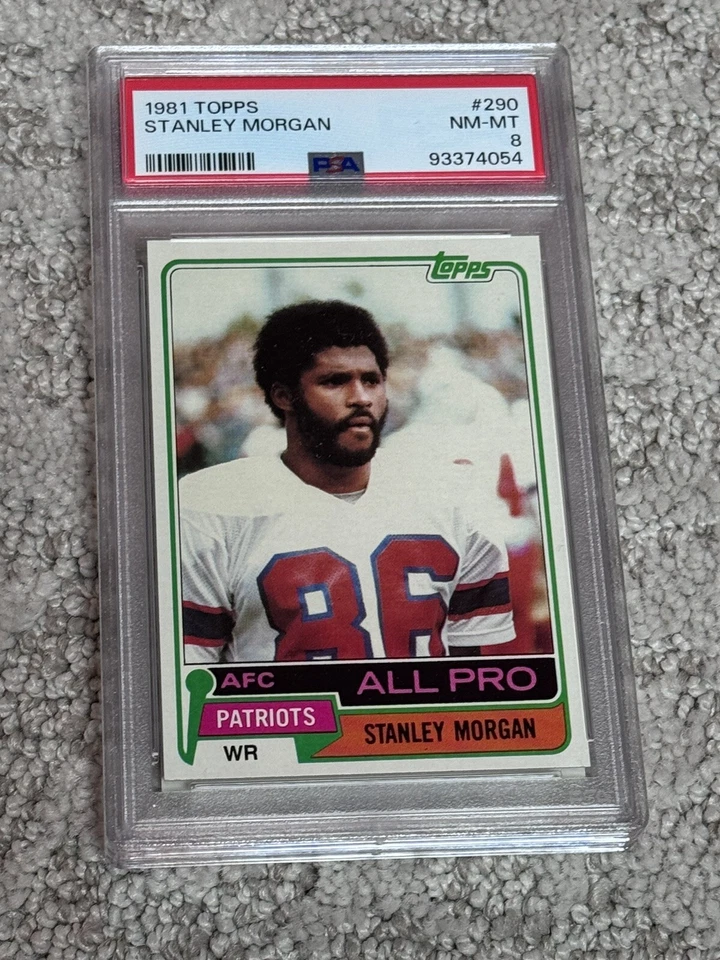 1981 TOPPS #290
STANLEY MORGAN NM-MT
8
PSA 93374054
Topps
86
AFC ALL PRO
PATRIOTS STANLEY MORGAN
WR